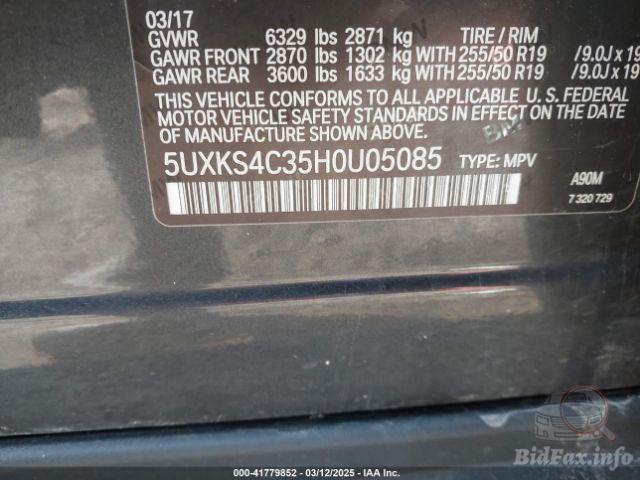 03/17
GVWR 6329 lbs 2871 kg TIRE / RIM
GAWR FRONT 2870 lbs 1302 kg WITH 255/50 R19 /9.0J x 19
GAWR REAR 3600 lbs 1633 kg WITH 255/50 R19 /9.0J x 19
THIS VEHICLE CONFORMS TO ALL APPLICABLE U. S. FEDERAL
MOTOR VEHICLE SAFETY STANDARDS IN EFFECT ON THE DATE OF
MANUFACTURE SHOWN ABOVE.
5UXKS4C35H0U05085 TYPE: MPV
A90M
7 320 729
BidFax.info
000-41779852 - 03/12/2025 - IAA Inc.